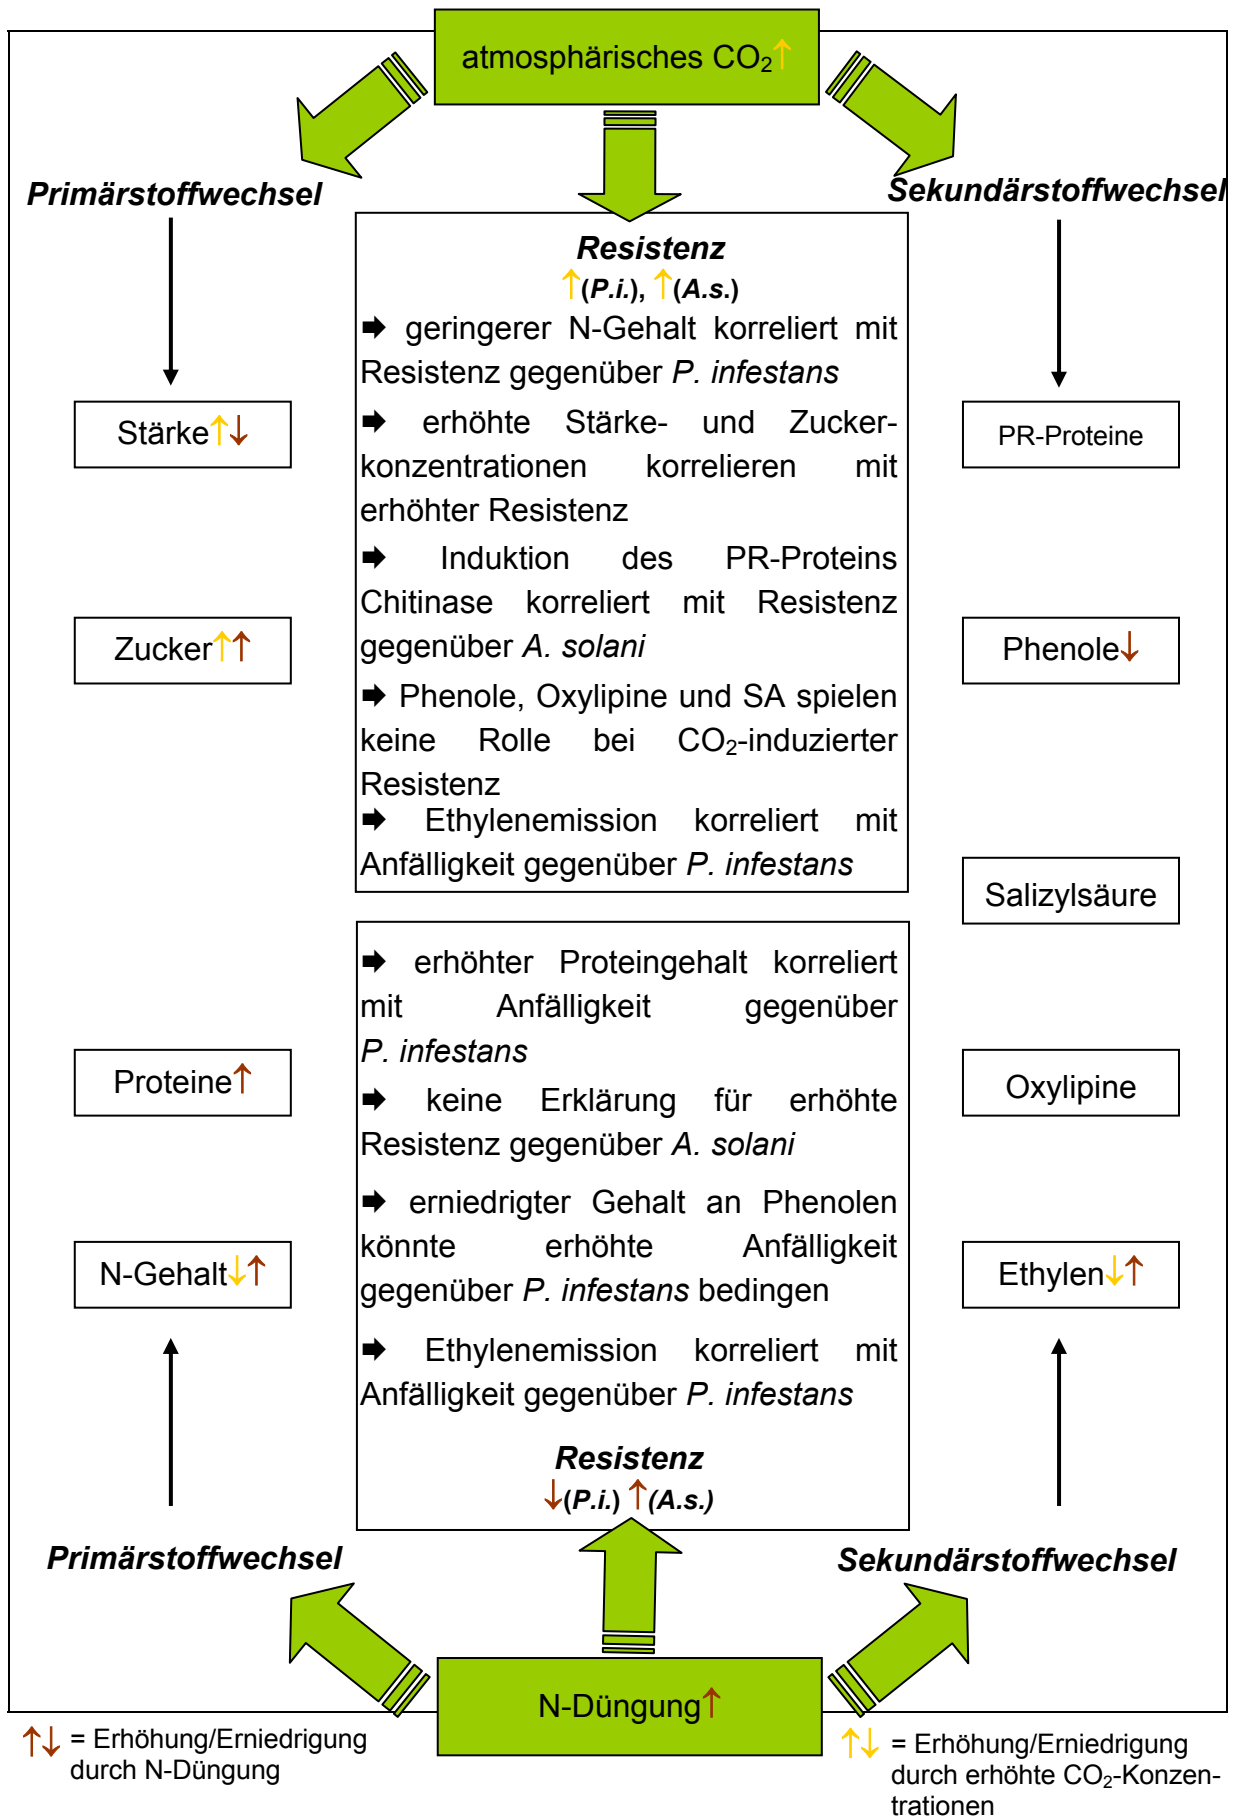 atmosphärisches CO₂↑
Primärstoffwechsel
Sekundärstoffwechsel
Resistenz
↑(P.i.), ↑(A.s.)
➨ geringerer N-Gehalt korreliert mit
Resistenz gegenüber P. infestans
➨ erhöhte Stärke- und Zucker-
konzentrationen korrelieren mit
erhöhter Resistenz
➨ Induktion des PR-Proteins
Chitinase korreliert mit Resistenz
gegenüber A. solani
➨ Phenole, Oxylipine und SA spielen
keine Rolle bei CO₂-induzierter
Resistenz
➨ Ethylenemission korreliert mit
Anfälligkeit gegenüber P. infestans
Stärke↑↓
Zucker↑↑
Proteine↑
N-Gehalt↓↑
PR-Proteine
Phenole↓
Salizylsäure
Oxylipine
Ethylen↓↑
➨ erhöhter Proteingehalt korreliert
mit Anfälligkeit gegenüber
P. infestans
➨ keine Erklärung für erhöhte
Resistenz gegenüber A. solani
➨ erniedrigter Gehalt an Phenolen
könnte erhöhte Anfälligkeit
gegenüber P. infestans bedingen
➨ Ethylenemission korreliert mit
Anfälligkeit gegenüber P. infestans
Resistenz
↓(P.i.) ↑(A.s.)
Primärstoffwechsel
Sekundärstoffwechsel
N-Düngung↑
↑↓ = Erhöhung/Erniedrigung
durch N-Düngung
↑↓ = Erhöhung/Erniedrigung
durch erhöhte CO₂-Konzen-
trationen